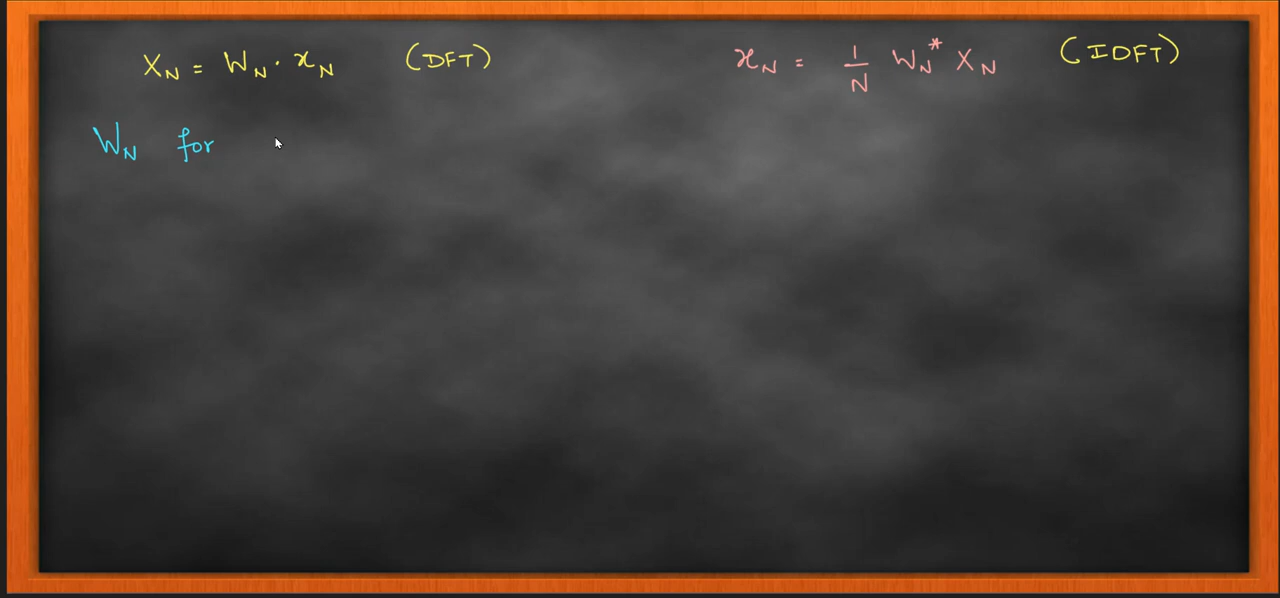 X_N = W_N · x_N (DFT)
x_N = 1/N W_N^* X_N (IDFT)
W_N for